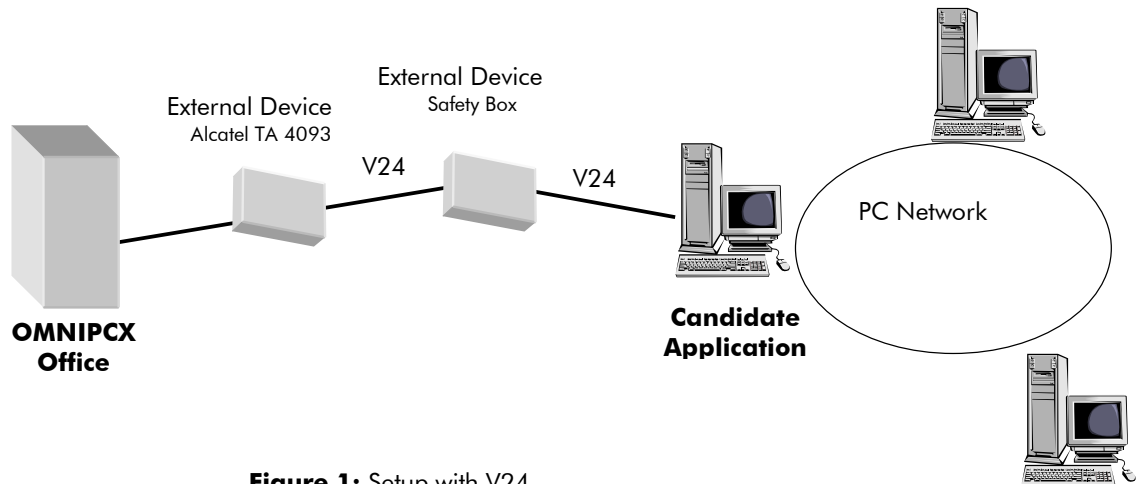 External Device
Safety Box
External Device
Alcatel TA 4093
V24
V24
PC Network
OMNIPCX
Office
Candidate
Application
Figure 1: Setup with V24